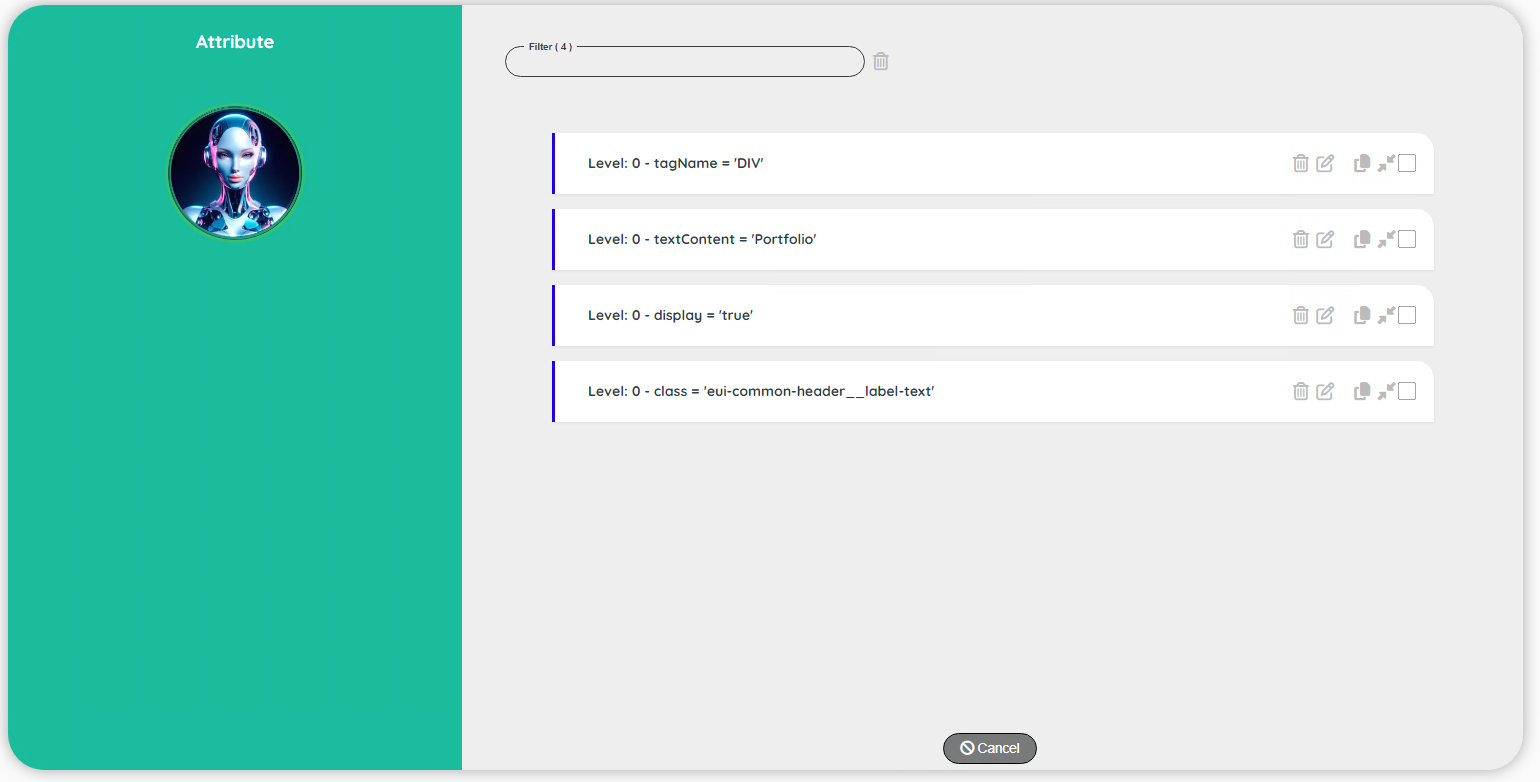 Attribute
Filter ( 4 )
Level: 0 - tagName = 'DIV'
Level: 0 - textContent = 'Portfolio'
Level: 0 - display = 'true'
Level: 0 - class = 'eui-common-header__label-text'
Cancel